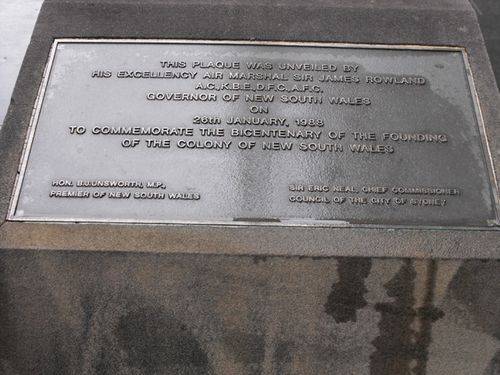 THIS PLAQUE WAS UNVEILED BY
HIS EXCELLENCY AIR MARSHAL SIR JAMES ROWLAND
A.C., K.B.E., D.F.C., A.F.C.
GOVERNOR OF NEW SOUTH WALES
ON
26th JANUARY, 1988
TO COMMEMORATE THE BICENTENARY OF THE FOUNDING
OF THE COLONY OF NEW SOUTH WALES
HON. B.J. UNSWORTH, M.P.,
PREMIER OF NEW SOUTH WALES
SIR ERIC NEAL, CHIEF COMMISSIONER
COUNCIL OF THE CITY OF SYDNEY